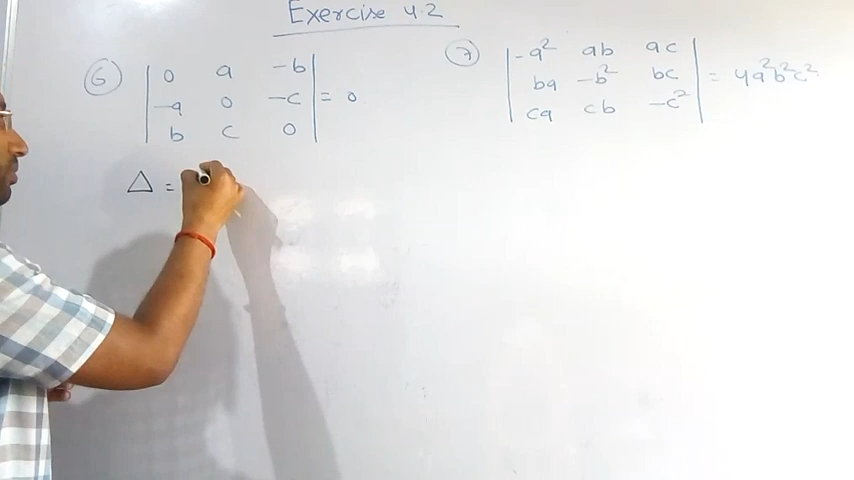 Exercise 4.2
6 | 0 a -b |
| -a 0 -c | = 0
| b c 0 |
Δ =
7 | -a² ab ac |
| ba -b² bc | = 4a²b²c²
| ca cb -c² |